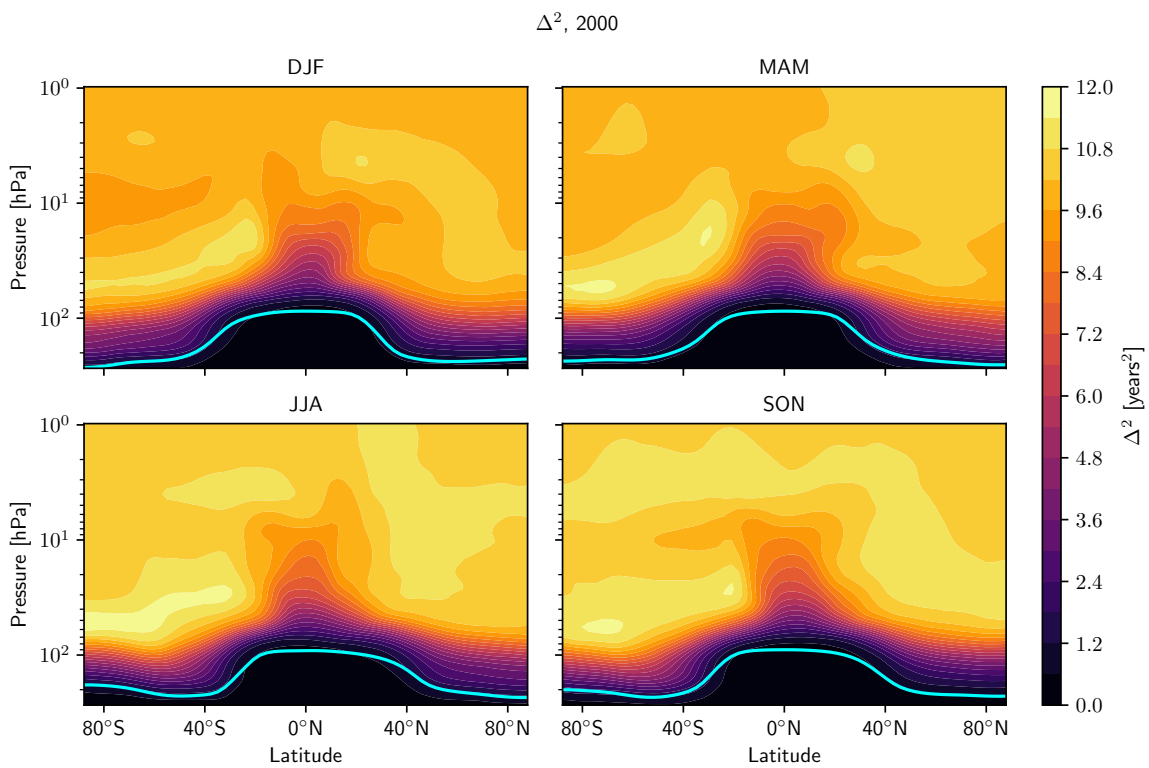 Δ², 2000
DJF
MAM
10⁰
10¹
10²
Pressure [hPa]
12.0
10.8
9.6
8.4
7.2
6.0
4.8
3.6
2.4
1.2
0.0
Δ² [years²]
JJA
SON
10⁰
10¹
10²
Pressure [hPa]
80°S
40°S
0°N
40°N
80°N
80°S
40°S
0°N
40°N
80°N
Latitude
Latitude